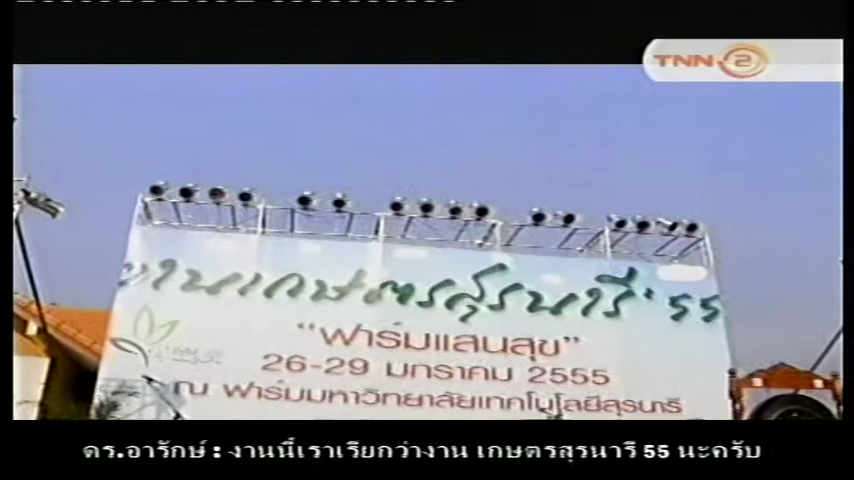 TNN 2
งานเกษตรสุรนารี'55
"ฟาร์มแสนสุข"
26-29 มกราคม 2555
ณ ฟาร์มมหาวิทยาลัยเทคโนโลยีสุรนารี
ดร.อารักษ์ : งานนี้เราเรียกว่างาน เกษตรสุรนารี 55 นะครับ